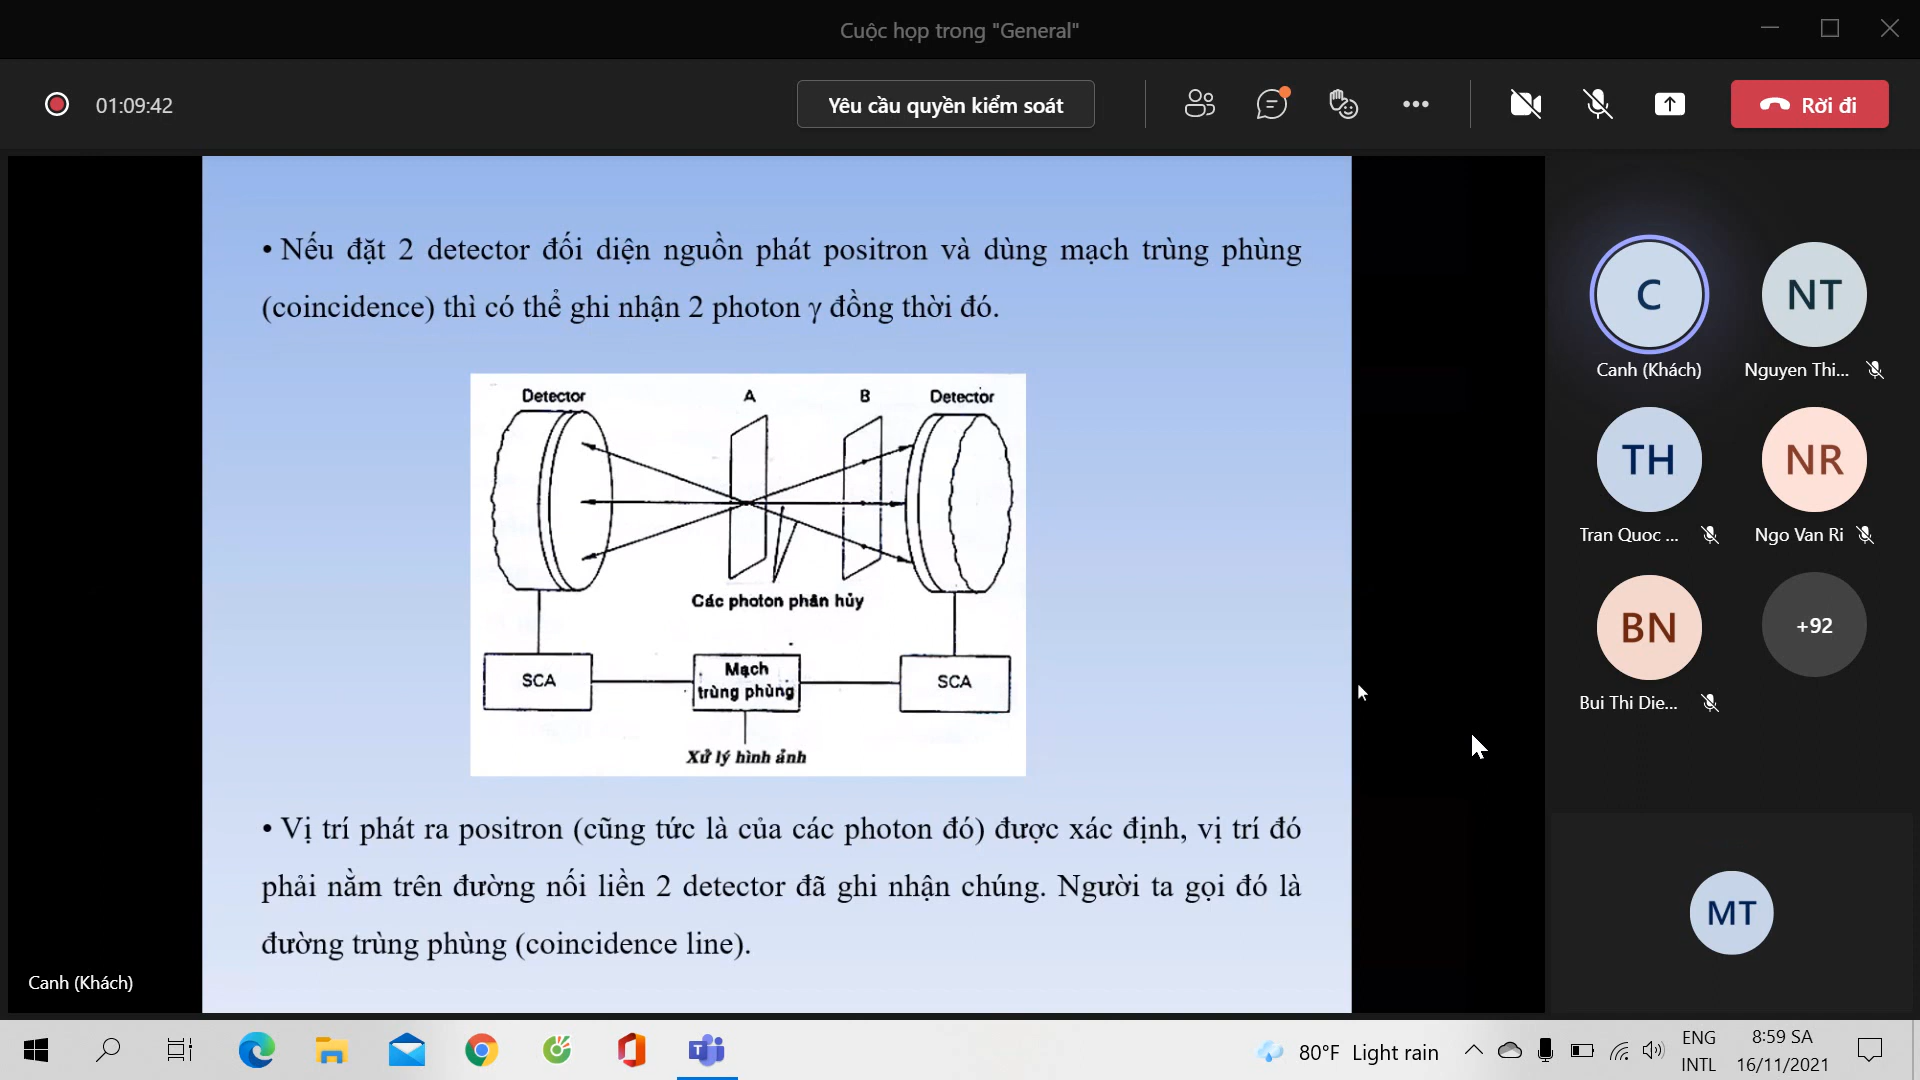 Cuộc họp trong "General"
01:09:42
Yêu cầu quyền kiểm soát
Rời đi
• Nếu đặt 2 detector đối diện nguồn phát positron và dùng mạch trùng phùng
(coincidence) thì có thể ghi nhận 2 photon γ đồng thời đó.
Detector
A
B
Detector
Các photon phân hủy
SCA
Mạch
trùng phùng
SCA
Xử lý hình ảnh
• Vị trí phát ra positron (cũng tức là của các photon đó) được xác định, vị trí đó
phải nằm trên đường nối liền 2 detector đã ghi nhận chúng. Người ta gọi đó là
đường trùng phùng (coincidence line).
Canh (Khách)
C
Canh (Khách)
NT
Nguyen Thi...
TH
Tran Quoc ...
NR
Ngo Van Ri
BN
Bui Thi Die...
+92
MT
80°F Light rain
ENG
INTL
8:59 SA
16/11/2021